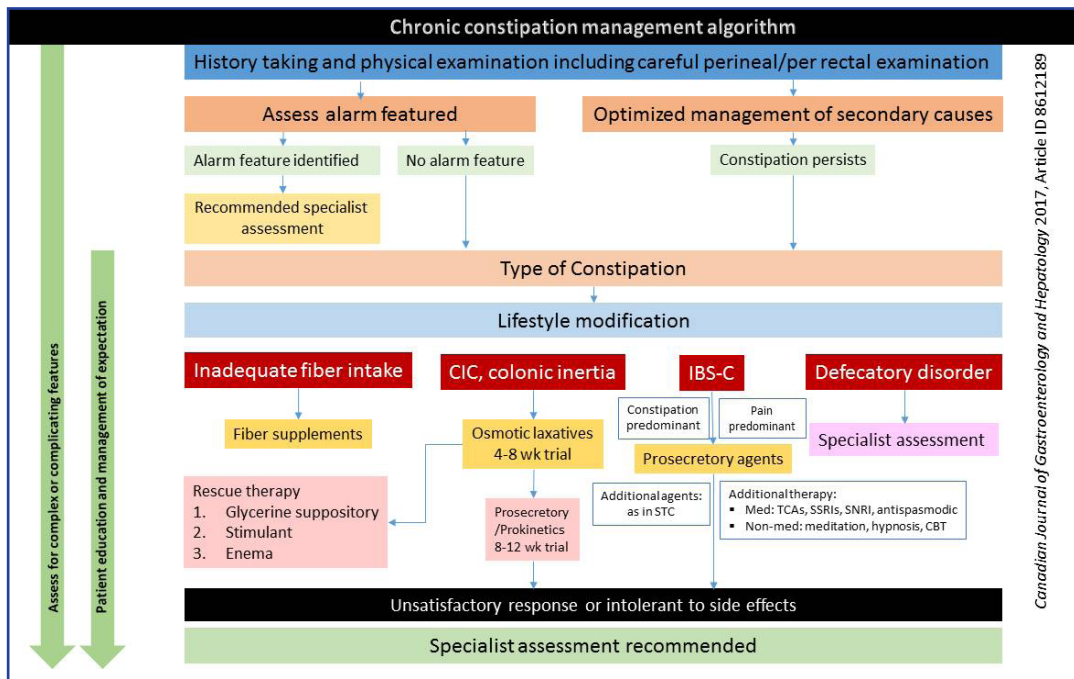 Chronic constipation management algorithm
History taking and physical examination including careful perineal/per rectal examination
Assess alarm featured
Optimized management of secondary causes
Alarm feature identified
No alarm feature
Constipation persists
Recommended specialist
assessment
Type of Constipation
Lifestyle modification
Inadequate fiber intake
CIC, colonic inertia
IBS-C
Defecatory disorder
Fiber supplements
Osmotic laxatives
4-8 wk trial
Constipation
predominant
Pain
predominant
Prosecretory agents
Specialist assessment
Rescue therapy
1. Glycerine suppository
2. Stimulant
3. Enema
Prosecretory
/Prokinetics
8-12 wk trial
Additional agents:
as in STC
Additional therapy:
▪ Med: TCAs, SSRIs, SNRI, antispasmodic
▪ Non-med: meditation, hypnosis, CBT
Unsatisfactory response or intolerant to side effects
Specialist assessment recommended
Assess for complex or complicating features
Patient education and management of expectation
Canadian Journal of Gastroenterology and Hepatology 2017, Article ID 8612189